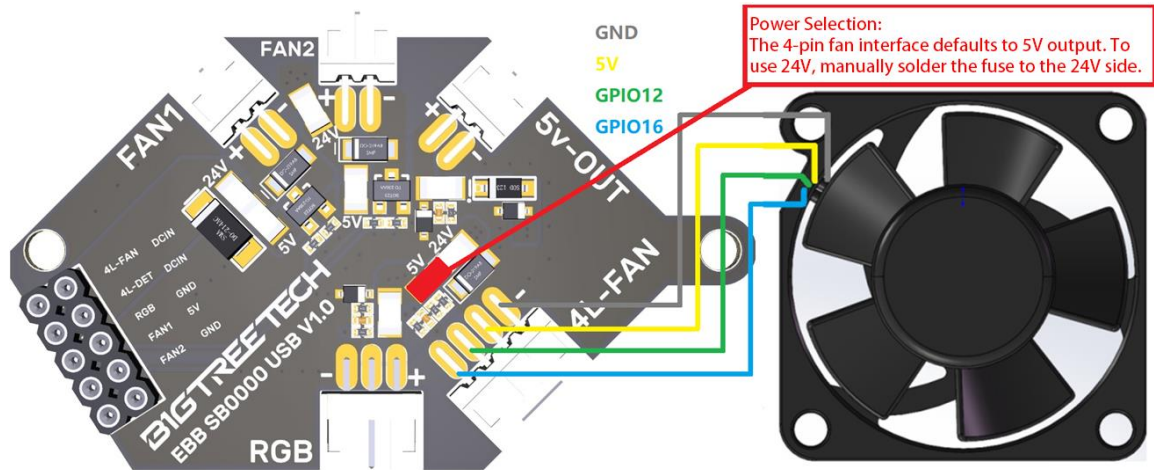 GND
5V
GPIO12
GPIO16
Power Selection:
The 4-pin fan interface defaults to 5V output. To
use 24V, manually solder the fuse to the 24V side.
FAN2
FAN1
5V-OUT
4L-FAN
+
-
+
-
24V
24V
5V
5V
5V
24V
4L-FAN DCIN
4L-DET DCIN
RGB GND
FAN1 5V
FAN2 GND
BIGTREE TECH
EBB SB0000 USB V1.0
-
+
RGB